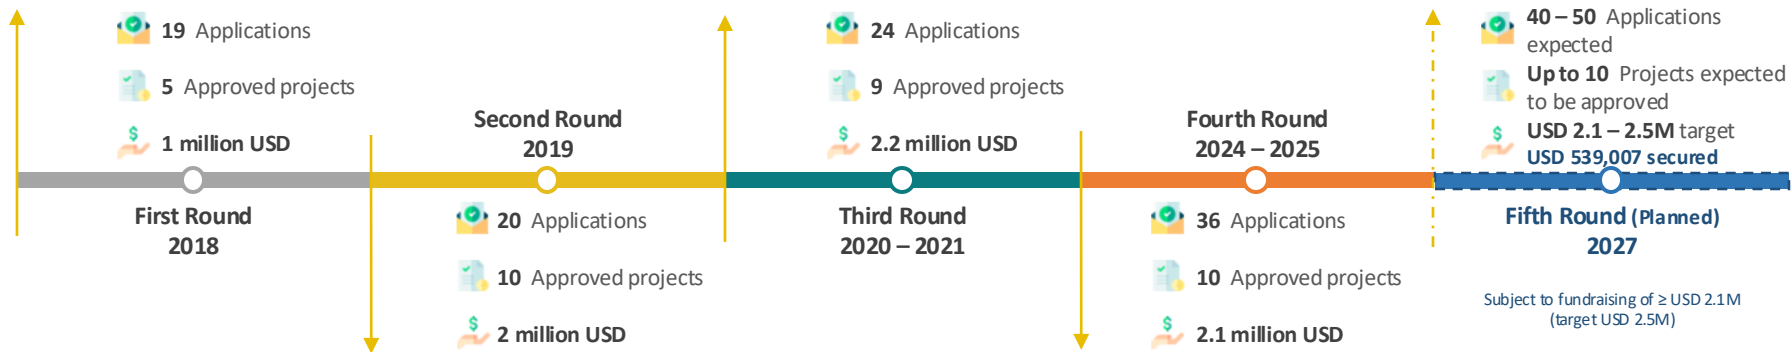 19 Applications
5 Approved projects
1 million USD
First Round
2018
Second Round
2019
20 Applications
10 Approved projects
2 million USD
24 Applications
9 Approved projects
2.2 million USD
Third Round
2020 – 2021
Fourth Round
2024 – 2025
36 Applications
10 Approved projects
2.1 million USD
40 – 50 Applications
expected
Up to 10 Projects expected
to be approved
USD 2.1 – 2.5M target
USD 539,007 secured
Fifth Round (Planned)
2027
Subject to fundraising of ≥ USD 2.1M
(target USD 2.5M)